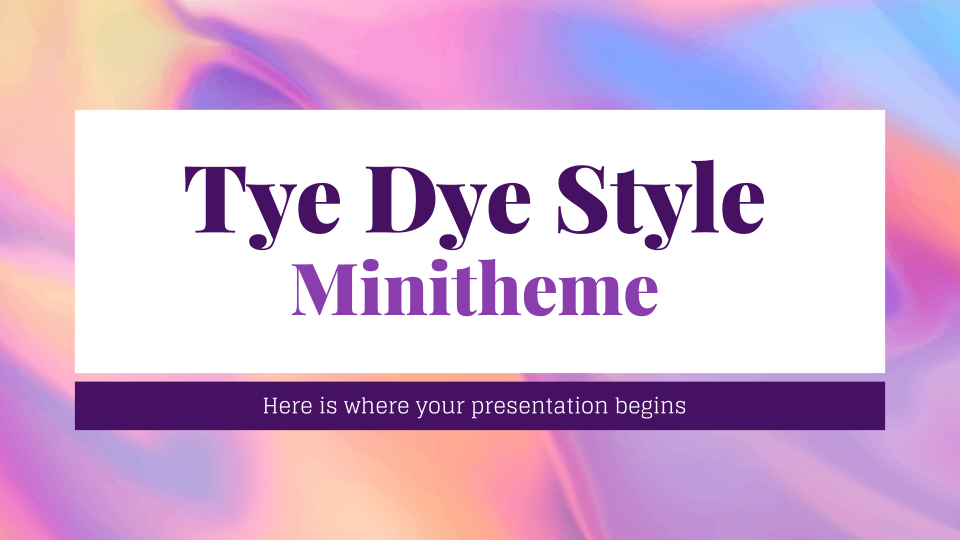 Tye Dye Style
Minitheme
Here is where your presentation begins